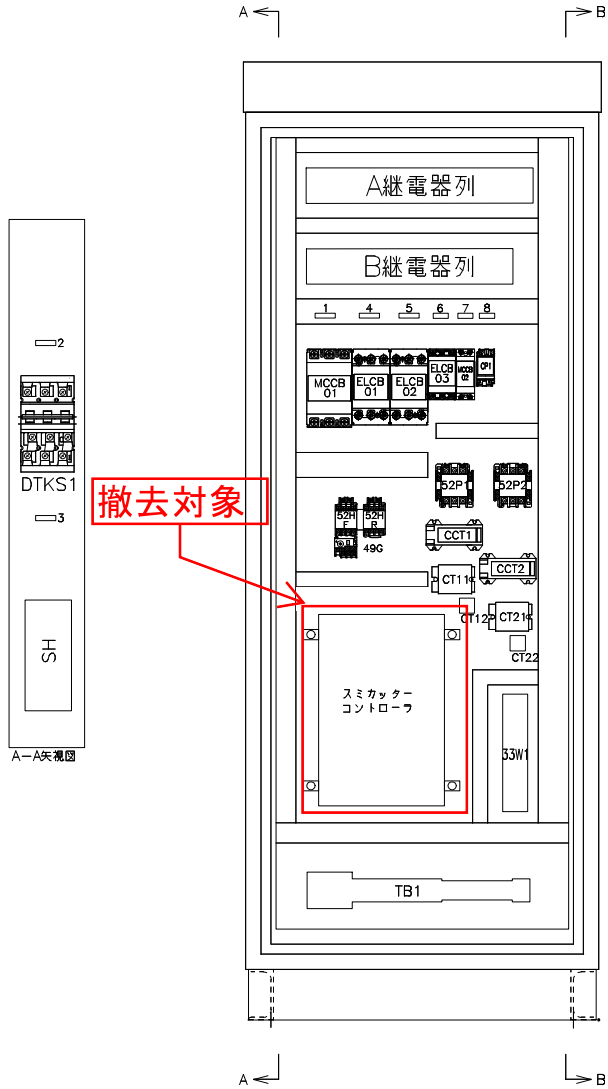 A
B
A継電器列
B継電器列
1
4
5
6
7
8
2
MCCB
01
ELCB
01
ELCB
02
ELCB
03
MCCB
02
CP1
DTKS1
52P1
52P2
撤去対象
3
52H
F
52H
R
49G
CCT1
CCT2
CT11
CT12
CT21
CT22
SH
スミカッター
コントローラ
33W1
A-A矢視図
TB1
A
B